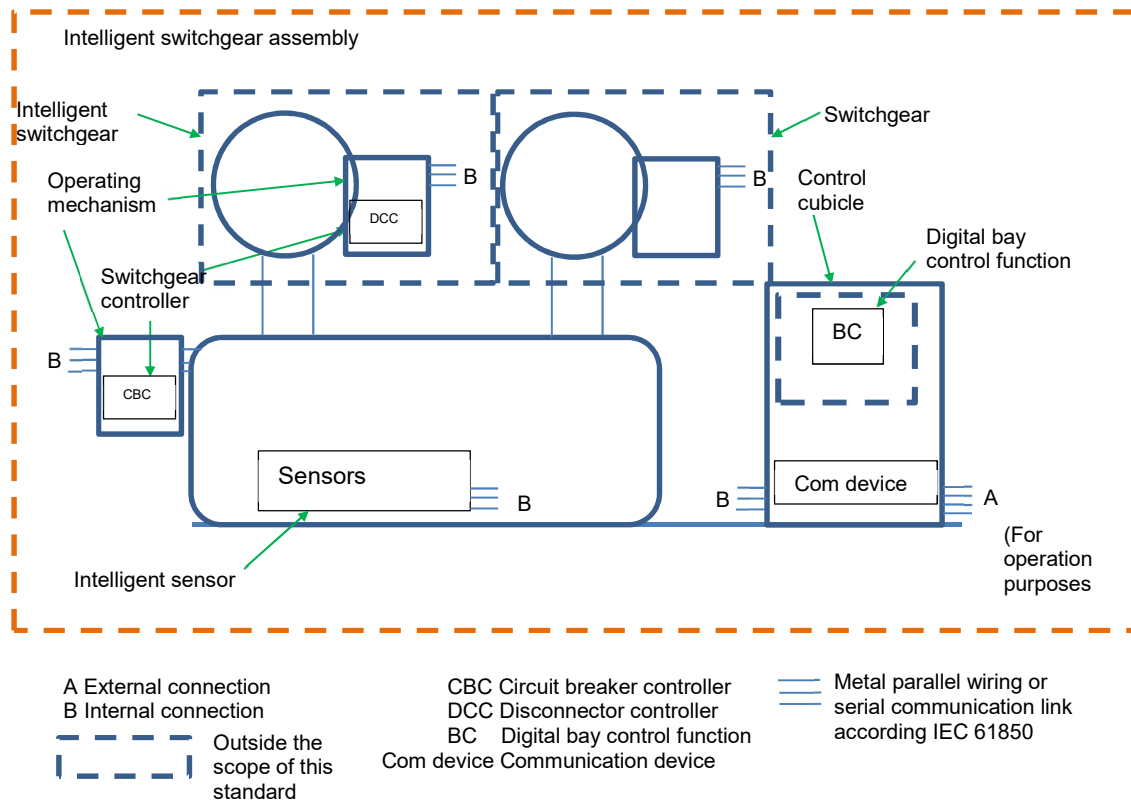 Intelligent switchgear assembly
Intelligent
switchgear
Switchgear
Operating
mechanism
B
B
Control
cubicle
DCC
Digital bay
control function
Switchgear
controller
BC
B
CBC
Sensors
B
Com device
B
A
(For
operation
purposes
Intelligent sensor
A External connection
B Internal connection
Outside the
scope of this
standard
CBC Circuit breaker controller
DCC Disconnector controller
BC Digital bay control function
Com device Communication device
Metal parallel wiring or
serial communication link
according IEC 61850